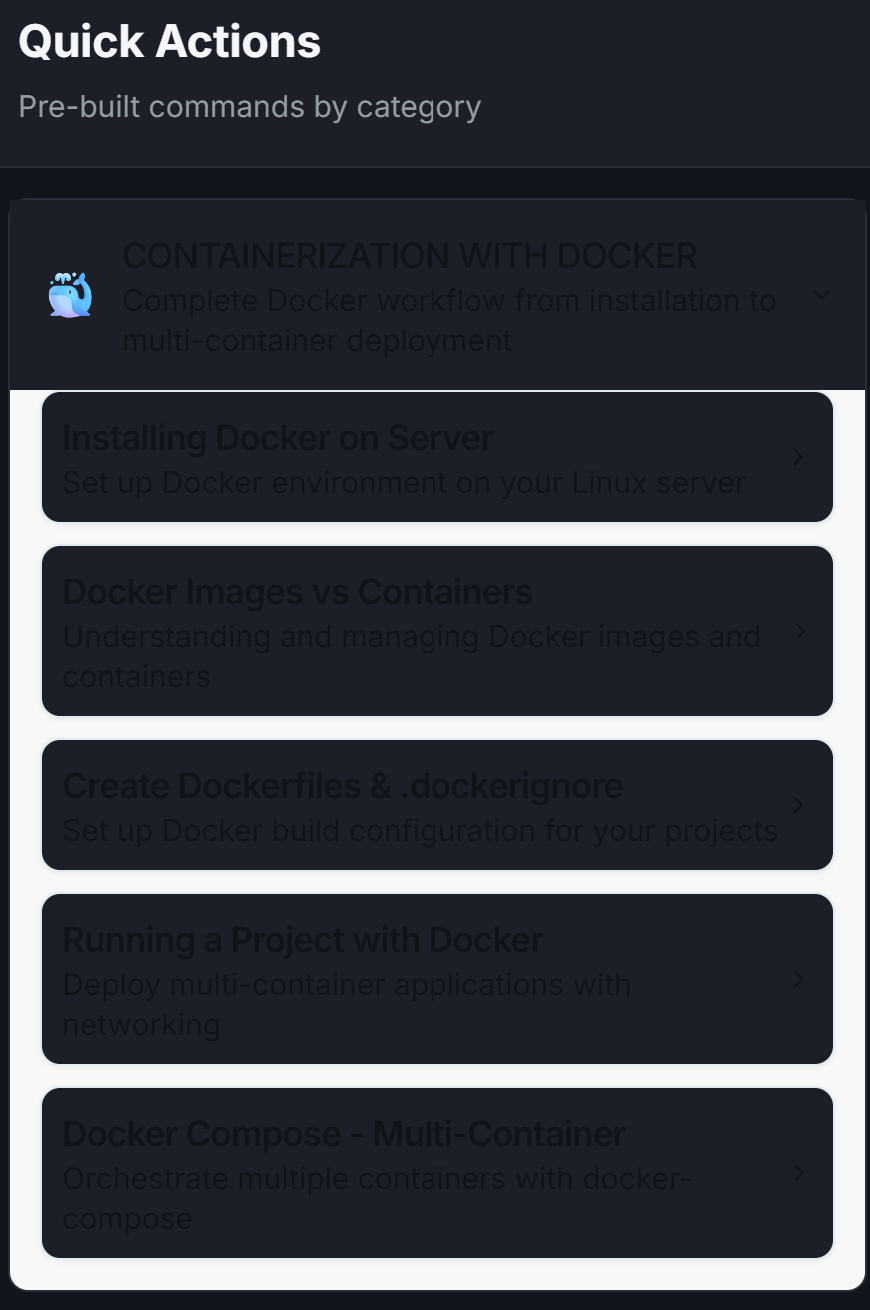 Quick Actions
Pre-built commands by category
CONTAINERIZATION WITH DOCKER
Complete Docker workflow from installation to
multi-container deployment
Installing Docker on Server
Set up Docker environment on your Linux server
Docker Images vs Containers
Understanding and managing Docker images and
containers
Create Dockerfiles & .dockerignore
Set up Docker build configuration for your projects
Running a Project with Docker
Deploy multi-container applications with
networking
Docker Compose - Multi-Container
Orchestrate multiple containers with docker-
compose